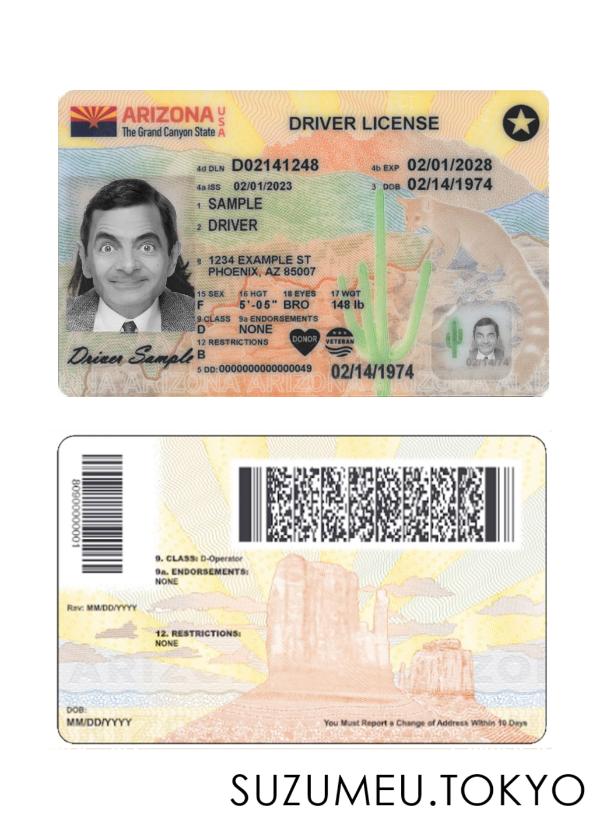 ARIZONA USA
The Grand Canyon State
DRIVER LICENSE
4d DLN D02141248
4b EXP 02/01/2028
4a ISS 02/01/2023
3 DOB 02/14/1974
1 SAMPLE
2 DRIVER
8 1234 EXAMPLE ST
PHOENIX, AZ 85007
15 SEX 16 HGT 18 EYES 17 WGT
F 5'-05" BRO 148 lb
9 CLASS 9a ENDORSEMENTS
D NONE
12 RESTRICTIONS
B
DONOR
VETERAN
Driver Sample
5 DD: 0000000000000049
02/14/1974
02/14/74
ARIZONA ARIZONA ARIZONA
80900000001
9. CLASS: D-Operator
9a. ENDORSEMENTS:
NONE
Rev: MM/DD/YYYY
12. RESTRICTIONS:
NONE
DOB:
MM/DD/YYYY
You Must Report a Change of Address Within 10 Days
SUZUMEU.TOKYO